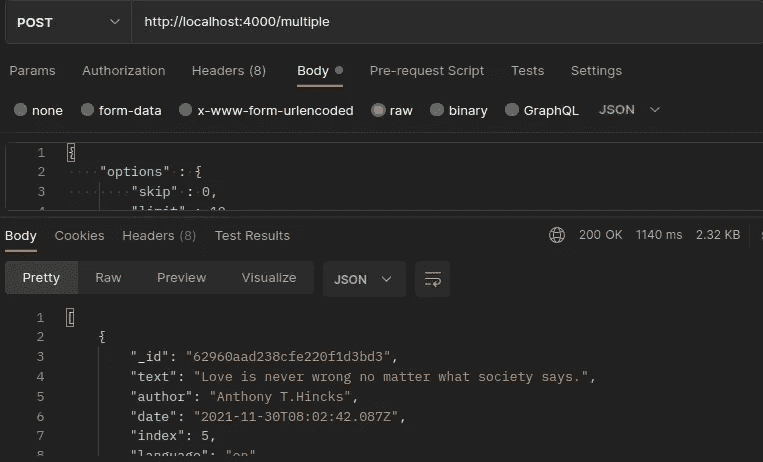 POST http://localhost:4000/multiple
Params Authorization Headers (8) Body Pre-request Script Tests Settings
none form-data x-www-form-urlencoded raw binary GraphQL JSON
1 {
2 ····"options"·:·{
3 ········"skip"·:·0,
4 "limit" : 10
Body Cookies Headers (8) Test Results 200 OK 1140 ms 2.32 KB
Pretty Raw Preview Visualize JSON
1 [
2 {
3 "_id": "62960aad238cfe220f1d3bd3",
4 "text": "Love is never wrong no matter what society says.",
5 "author": "Anthony T.Hincks",
6 "date": "2021-11-30T08:02:42.087Z",
7 "index": 5,
8 "language": "en"